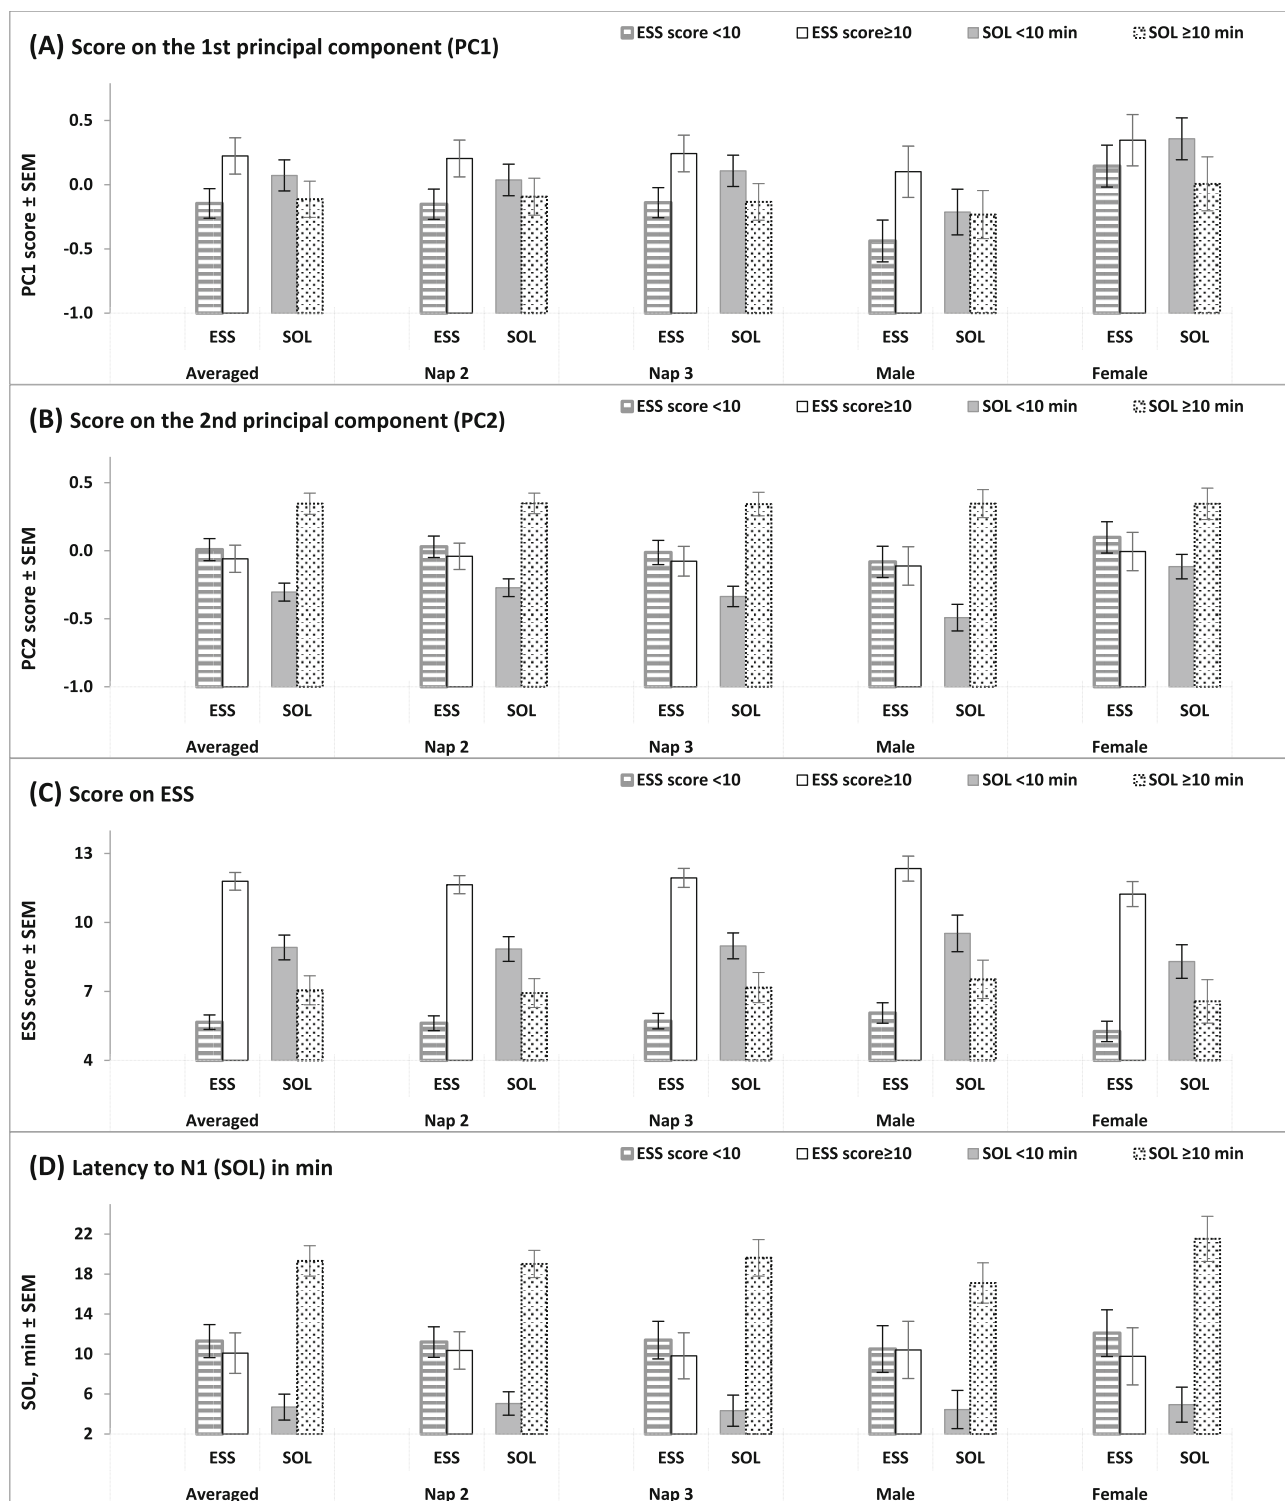 (A) Score on the 1st principal component (PC1)
ESS score <10 ESS score≥10 SOL <10 min SOL ≥10 min
PC1 score ± SEM
0.5
0.0
-0.5
-1.0
ESS SOL ESS SOL ESS SOL ESS SOL ESS SOL
Averaged Nap 2 Nap 3 Male Female
(B) Score on the 2nd principal component (PC2)
ESS score <10 ESS score≥10 SOL <10 min SOL ≥10 min
PC2 score ± SEM
0.5
0.0
-0.5
-1.0
ESS SOL ESS SOL ESS SOL ESS SOL ESS SOL
Averaged Nap 2 Nap 3 Male Female
(C) Score on ESS
ESS score <10 ESS score≥10 SOL <10 min SOL ≥10 min
ESS score ± SEM
13
10
7
4
ESS SOL ESS SOL ESS SOL ESS SOL ESS SOL
Averaged Nap 2 Nap 3 Male Female
(D) Latency to N1 (SOL) in min
ESS score <10 ESS score≥10 SOL <10 min SOL ≥10 min
SOL, min ± SEM
22
18
14
10
6
2
ESS SOL ESS SOL ESS SOL ESS SOL ESS SOL
Averaged Nap 2 Nap 3 Male Female